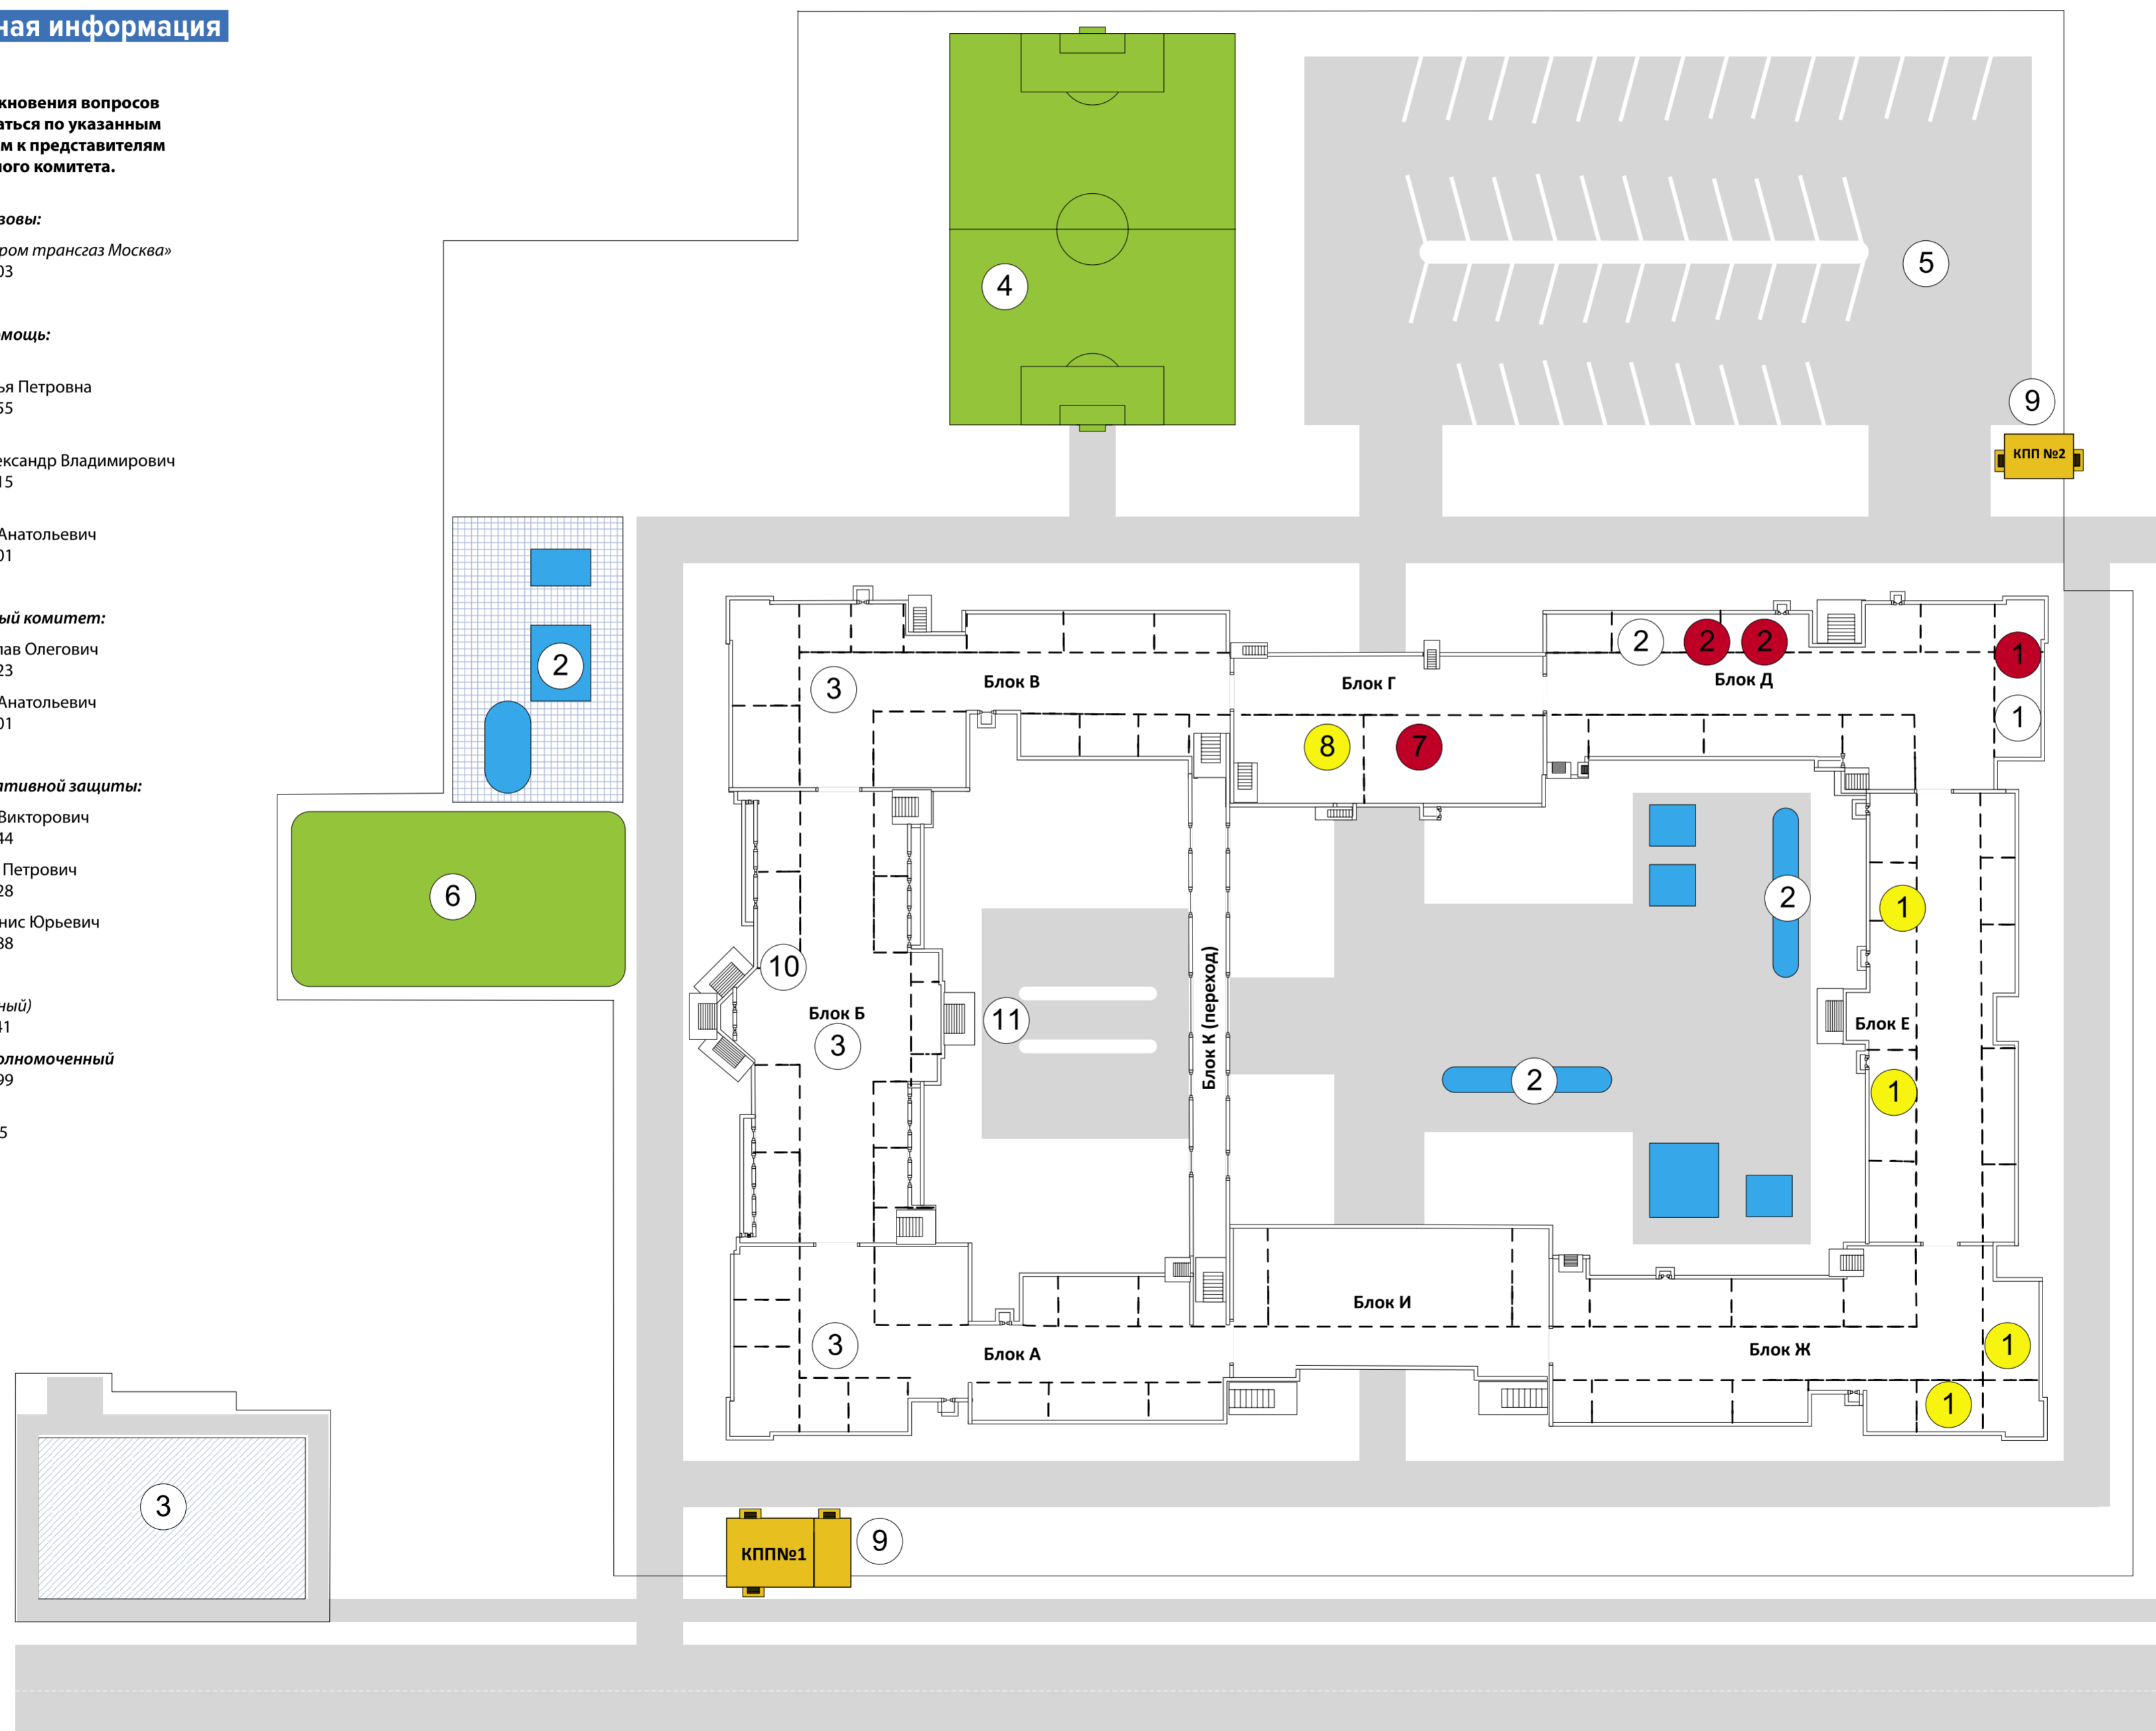 ная информация
кновения вопросов
аться по указанным
м к представителям
ного комитета.
зовы:
ром трансгаз Москва»
03
мощь:
ья Петровна
55
ександр Владимирович
15
Анатольевич
01
ый комитет:
лав Олегович
23
Анатольевич
01
ативной защиты:
Викторович
44
Петрович
28
нис Юрьевич
38
ный)
41
олномоченный
99
5
4
5
9
КПП №2
2
2
2
2
1
3
Блок В
Блок Г
Блок Д
1
8
7
6
2
1
10
Блок Б
3
11
Блок К (переход)
Блок Е
2
1
3
Блок А
Блок И
Блок Ж
1
1
3
КПП№1
9